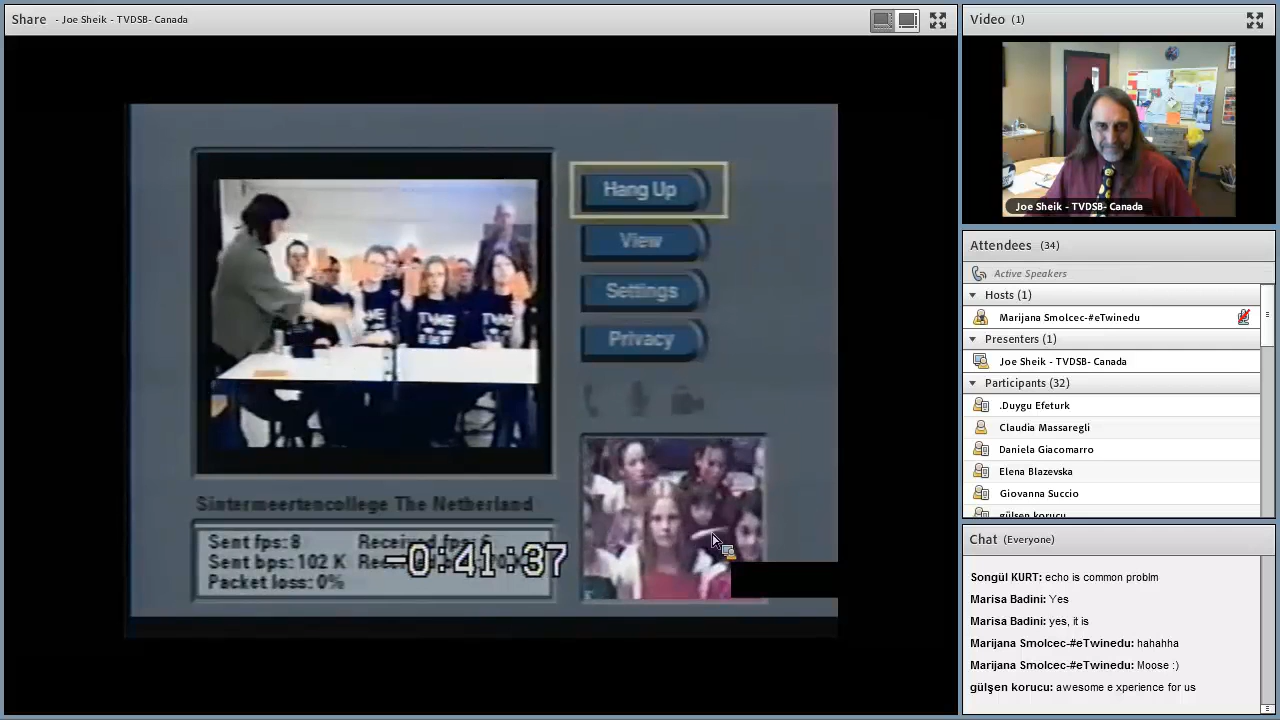 Share - Joe Sheik - TVDSB- Canada
Hang Up
View
Settings
Privacy
Sintermeertencollege The Netherland
Sent fps: 8
Received fps: 6
Sent bps: 102 K
-0:41:37
Packet loss: 0%
Video (1)
Joe Sheik - TVDSB- Canada
Attendees (34)
Active Speakers
Hosts (1)
Marijana Smolcec-#eTwinedu
Presenters (1)
Joe Sheik - TVDSB- Canada
Participants (32)
.Duygu Efeturk
Claudia Massaregli
Daniela Giacomarro
Elena Blazevska
Giovanna Succio
gülsen korucu
Chat (Everyone)
Songül KURT: echo is common problm
Marisa Badini: Yes
Marisa Badini: yes, it is
Marijana Smolcec-#eTwinedu: hahahha
Marijana Smolcec-#eTwinedu: Moose :)
gülşen korucu: awesome e xperience for us